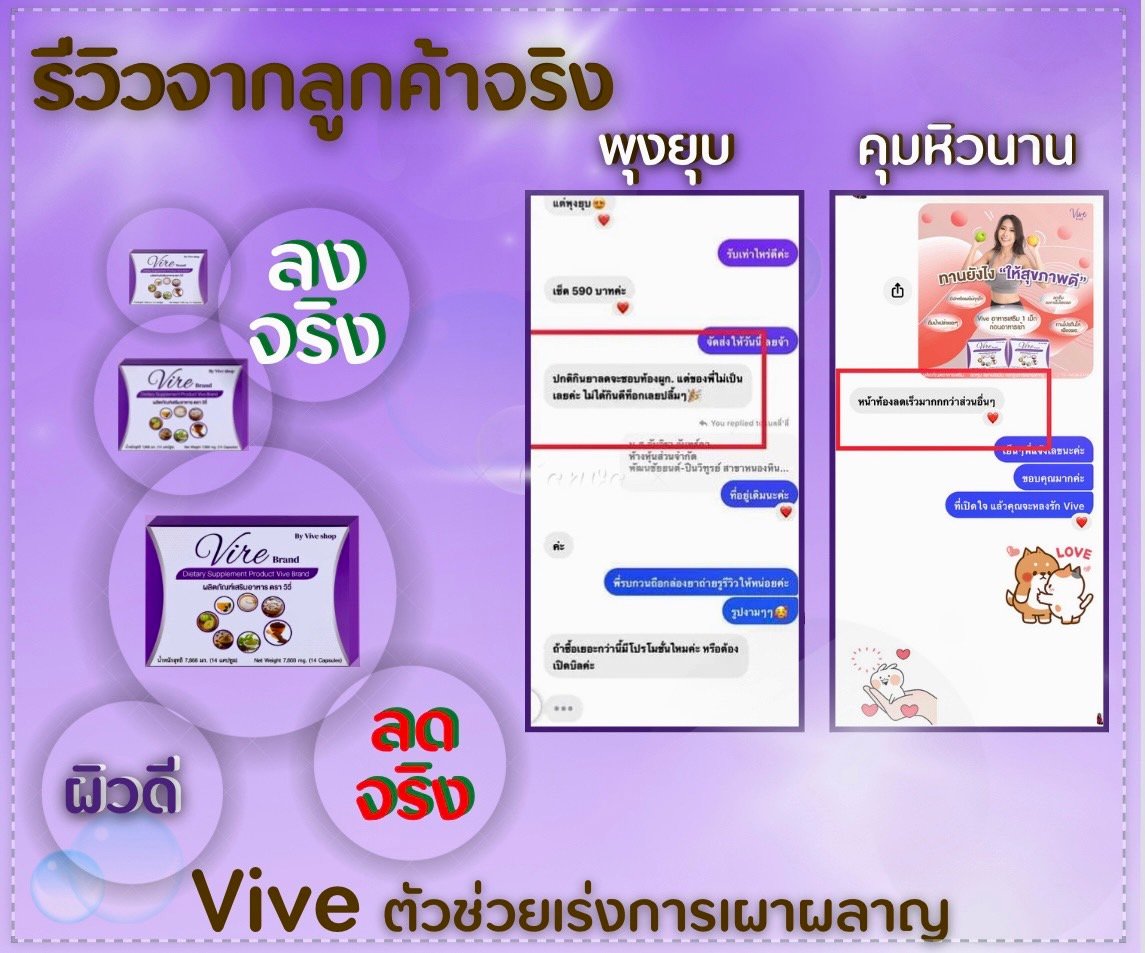 รีวิวจากลูกค้าจริง
พุงยุบ
คุมหิวนาน
ลง
จริง
Vire
Brand
By Vive shop
Vire Brand
Dietary Supplement Product Vive Brand
By Vive shop
Vire Brand
Dietary Supplement Product Vive Brand
ผลิตภัณฑ์เสริมอาหาร ตรา วีวี่
น้ำหนักสุทธิ 7,868 มก. (14 แคปซูล)
Net Weight 7,868 mg. (14 Capsules)
ลด
จริง
ผิวดี
แต่พุงยุบ😍
รับเท่าไหร่ดีค่ะ
เซ็ต 590 บาทค่ะ
จัดส่งให้วันนี้เลยจ้า
ปกติกินยาลดจะชอบท้องผูก. แต่ของพี่ไม่เป็น
เลยค่ะ ไม่ได้กินดีท็อกเลยปลื้มๆ🎉
You replied to
ห้างหุ้นส่วนจำกัด
พัฒน์ชัยยนต์-ปิ่นวิทูรย์ สาขาหนองหิน...
ที่อยู่เดิมนะค่ะ
ค่ะ
พี่รบกวนถือกล่องยาถ่ายรูรีวิวให้หน่อยค่ะ
รูปงามๆๆ🥰
ถ้าซื้อเยอะกว่านี้มีโปรโมชั่นไหมค่ะ หรือต้อง
เปิดบิลค่ะ
Vive
ทานยังไง "ให้สุขภาพดี"
Vive อาหารเสริม 1 เม็ด
ก่อนอาหารเช้า
หน้าท้องลดเร็วมากกกว่าส่วนอื่นๆ
ขอบคุณมากค่ะ
ที่เปิดใจ แล้วคุณจะหลงรัก Vive
LOVE
Vive ตัวช่วยเร่งการเผาผลาญ